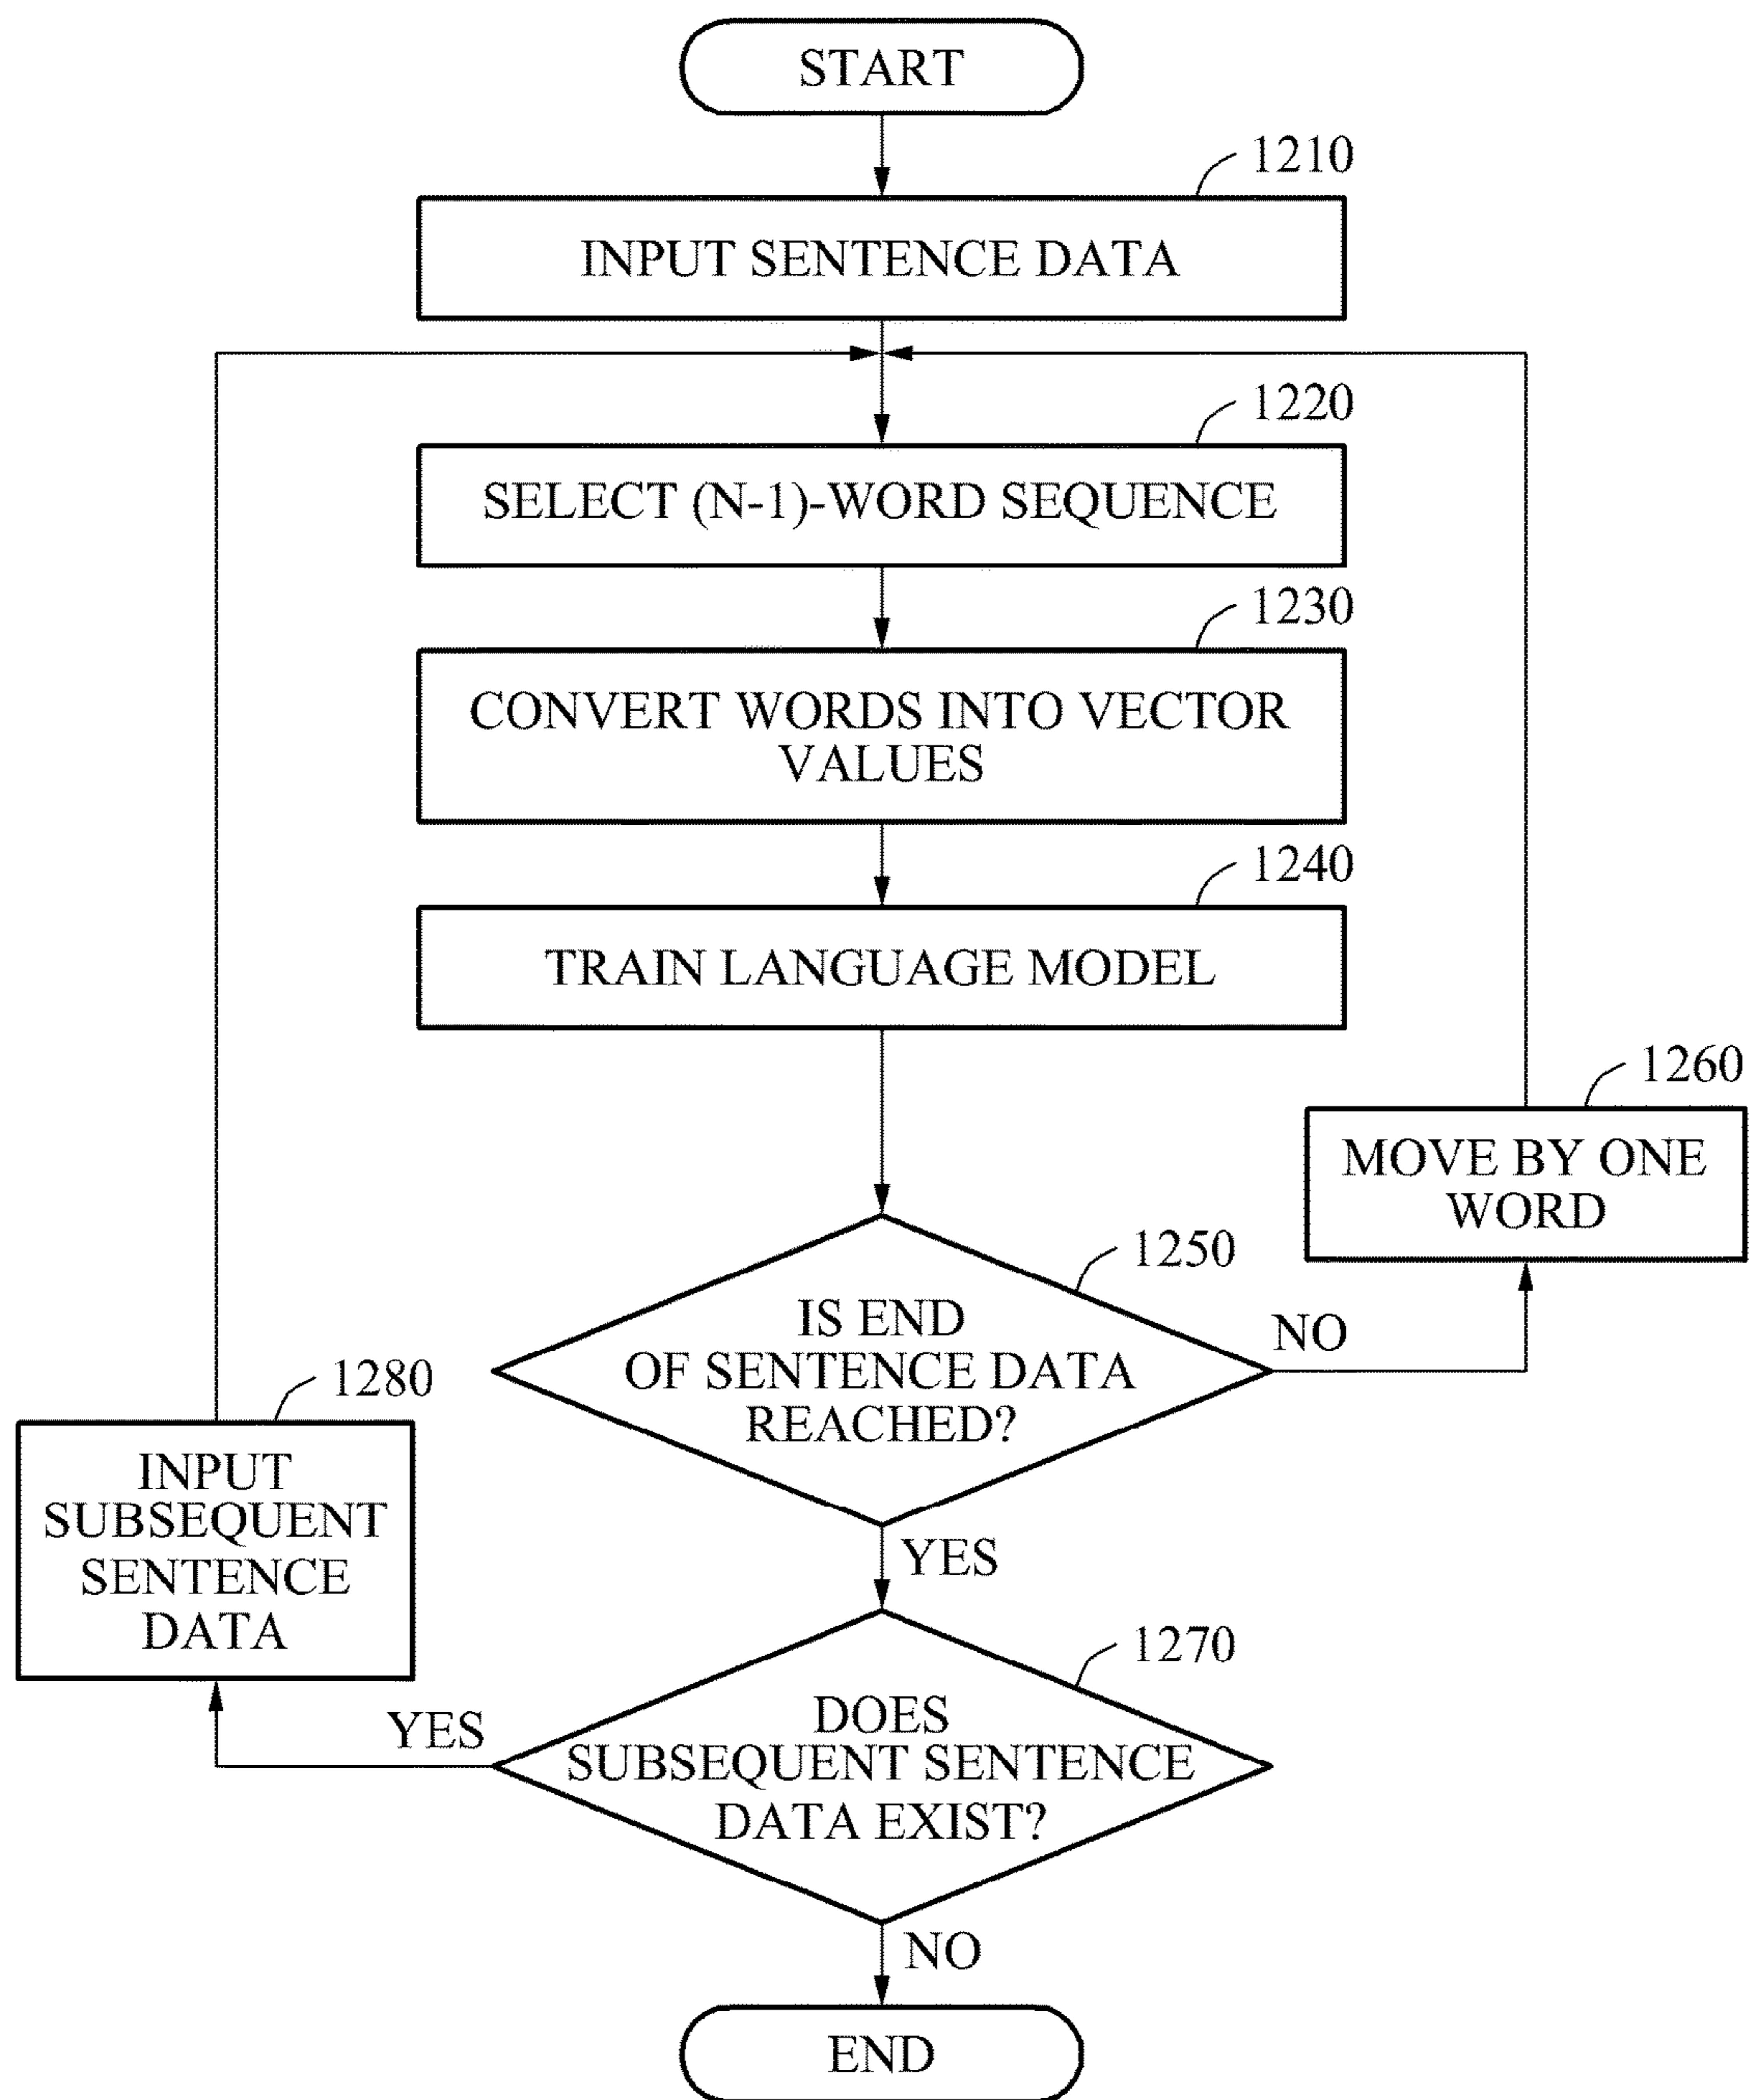 START
1210
INPUT SENTENCE DATA
1220
SELECT (N-1)-WORD SEQUENCE
1230
CONVERT WORDS INTO VECTOR
VALUES
1240
TRAIN LANGUAGE MODEL
1260
MOVE BY ONE
WORD
1250
IS END
OF SENTENCE DATA
REACHED?
NO
1280
INPUT
SUBSEQUENT
SENTENCE
DATA
YES
1270
DOES
SUBSEQUENT SENTENCE
DATA EXIST?
YES
NO
END